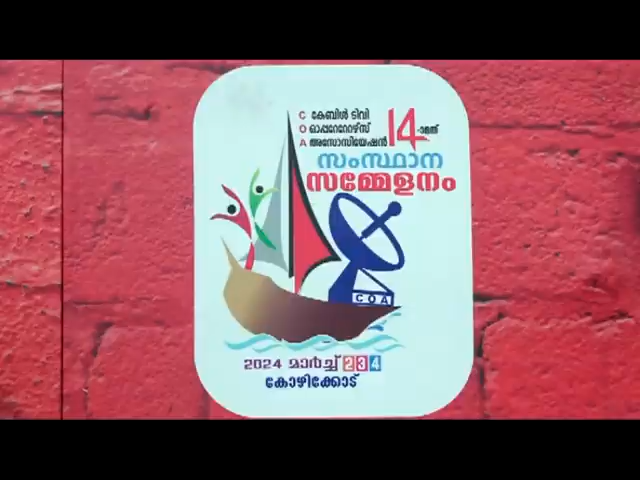 C കേബിൾ ടിവി
O ഓപ്പറേറ്റേഴ്സ്
A അസോസിയേഷൻ 14-ാമത്
സംസ്ഥാന
സമ്മേളനം
COA
2024 മാർച്ച് 2 3 4
കോഴിക്കോട്